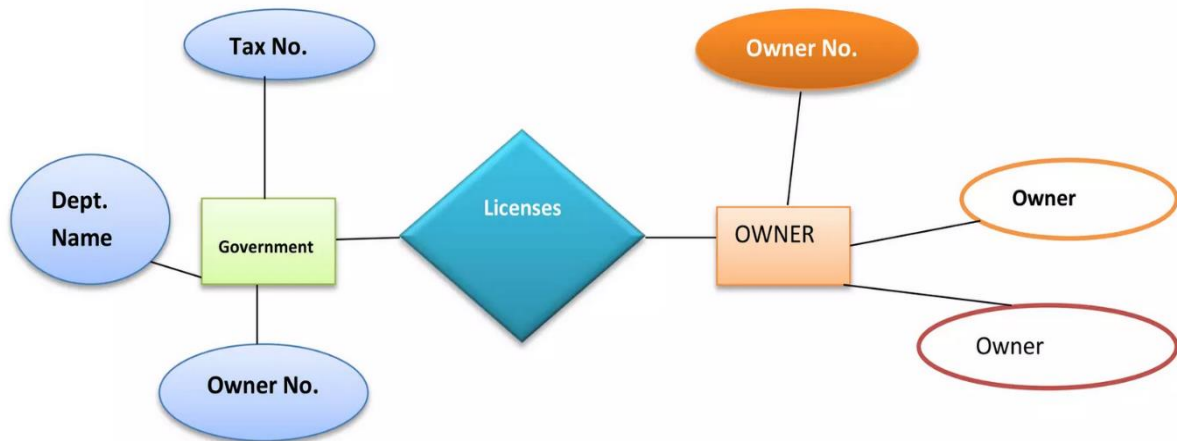 Tax No.
Owner No.
Dept.
Name
Licenses
Owner
Government
OWNER
Owner
Owner No.